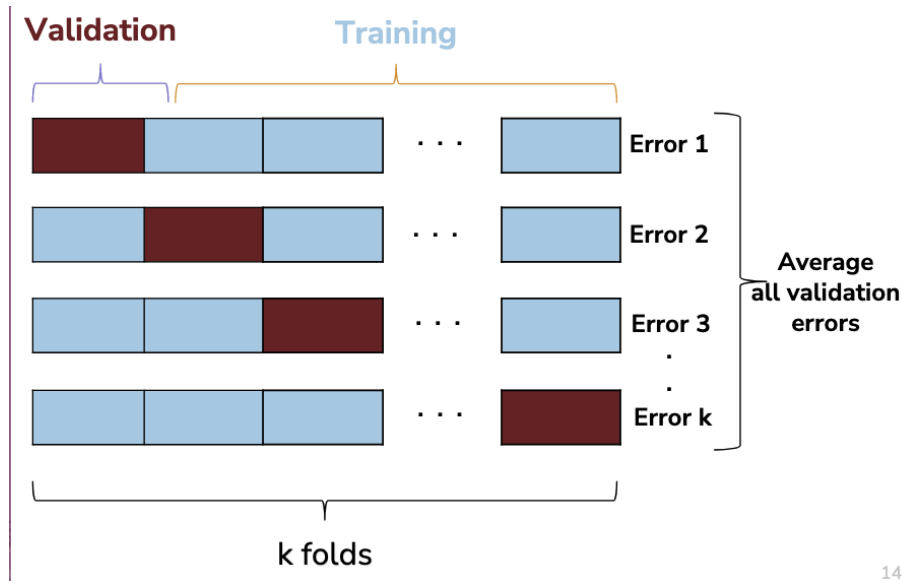 Validation
Training
. . .
Error 1
. . .
Error 2
Average
all validation
errors
. . .
Error 3
.
.
. . .
Error k
k folds
14